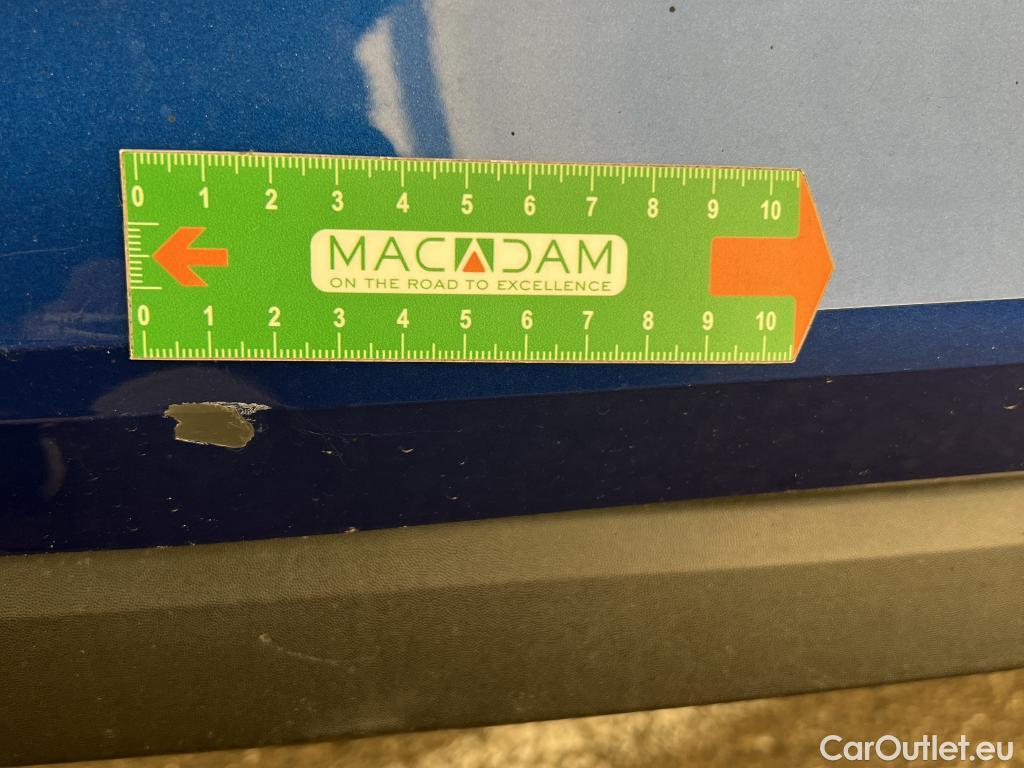 0 1 2 3 4 5 6 7 8 9 10
MACADAM
ON THE ROAD TO EXCELLENCE
0 1 2 3 4 5 6 7 8 9 10
CarOutlet.eu